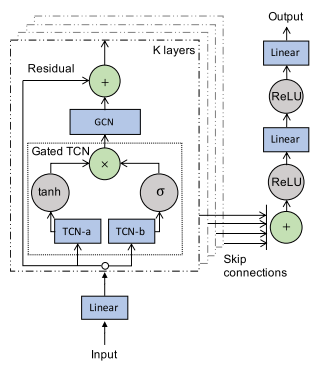 Output
K layers
Linear
Residual
+
ReLU
GCN
Linear
Gated TCN
×
ReLU
tanh
σ
TCN-a
TCN-b
+
Skip
connections
Linear
Input